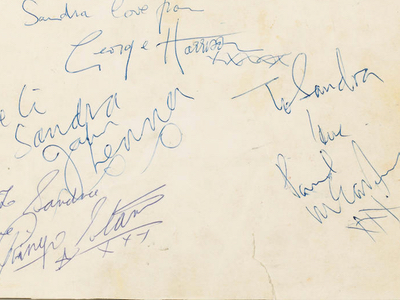 Sandra love from
George Harrison
xxxxx
To Sandra
love
Paul
McCartney
xxx
Sandra
John
Lennon
To Sandra
Ringo Starr
xxx